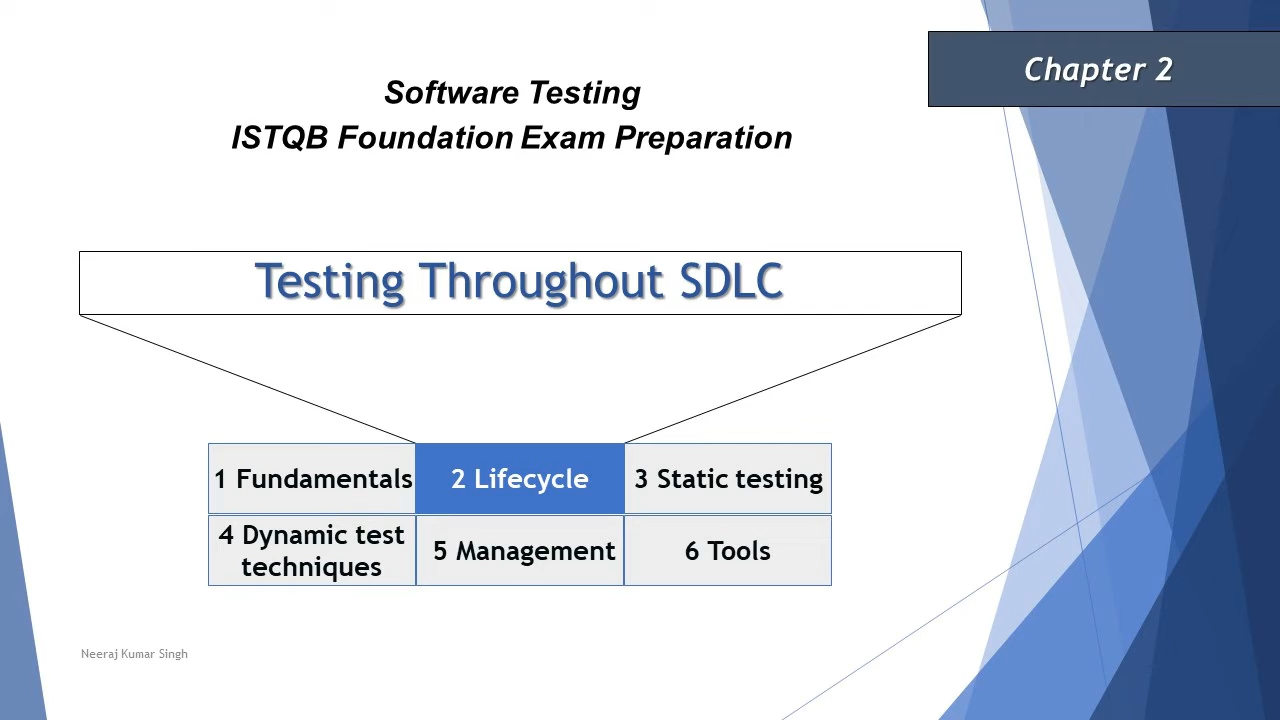 Chapter 2
Software Testing
ISTQB Foundation Exam Preparation
Testing Throughout SDLC
1 Fundamentals
2 Lifecycle
3 Static testing
4 Dynamic test
techniques
5 Management
6 Tools
Neeraj Kumar Singh